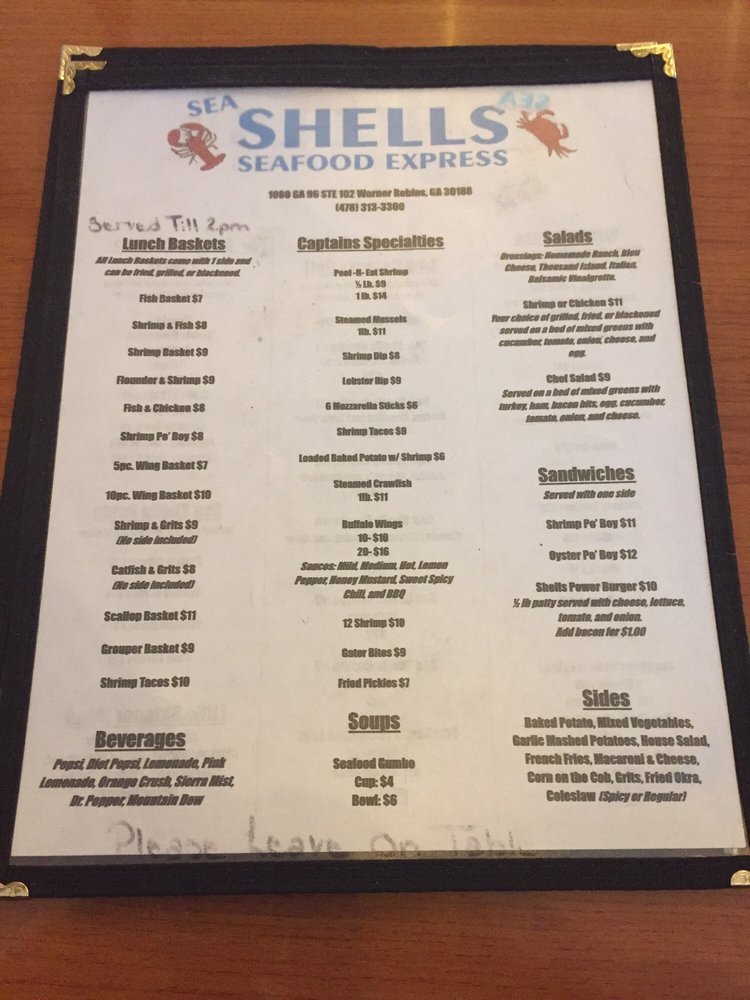 SEA
SHELLS
SEAFOOD EXPRESS
1080 GA 96 STE 102 Warner Robins, GA 30188
(478) 313-3300
Served Till 2pm
Lunch Baskets
All Lunch Baskets come with 1 side and
can be fried, grilled, or blackened.
Fish Basket $7
Shrimp & Fish $8
Shrimp Basket $9
Flounder & Shrimp $9
Fish & Chicken $8
Shrimp Po' Boy $8
5pc. Wing Basket $7
10pc. Wing Basket $10
Shrimp & Grits $9
(No side included)
Catfish & Grits $8
(No side included)
Scallop Basket $11
Grouper Basket $9
Shrimp Tacos $10
Beverages
Pepsi, Diet Pepsi, Lemonade, Pink
Lemonade, Orange Crush, Sierra Mist,
Dr. Pepper, Mountain Dow
Captains Specialties
Peel -N- Eat Shrimp
½ Lb. $9
1 lb. $14
Steamed Mussels
1lb. $11
Shrimp Dip $8
Lobster Dip $9
6 Mozzarella Sticks $6
Shrimp Tacos $9
Loaded Baked Potato w/ Shrimp $6
Steamed Crawfish
1lb. $11
Buffalo Wings
10- $10
20- $16
Sauces: Mild, Medium, Hot, Lemon
Pepper, Honey Mustard, Sweet Spicy
Chili, and BBQ
12 Shrimp $10
Gator Bites $9
Fried Pickles $7
Soups
Seafood Gumbo
Cup: $4
Bowl: $6
Salads
Dressings: Homemade Ranch, Bleu
Cheese, Thousand Island, Italian,
Balsamic Vinaigrette.
Shrimp or Chicken $11
Your choice of grilled, fried, or blackened
served on a bed of mixed greens with
cucumber, tomato, onion, cheese, and
egg.
Chef Salad $9
Served on a bed of mixed greens with
turkey, ham, bacon bits, egg, cucumber,
tomato, onion, and cheese.
Sandwiches
Served with one side
Shrimp Po' Boy $11
Oyster Po' Boy $12
Shells Power Burger $10
½ lb patty served with cheese, lettuce,
tomato, and onion.
Add bacon for $1.00
Sides
Baked Potato, Mixed Vegetables,
Garlic Mashed Potatoes, House Salad,
French Fries, Macaroni & Cheese,
Corn on the Cob, Grits, Fried Okra,
Coleslaw (Spicy or Regular)
Please Leave on Table